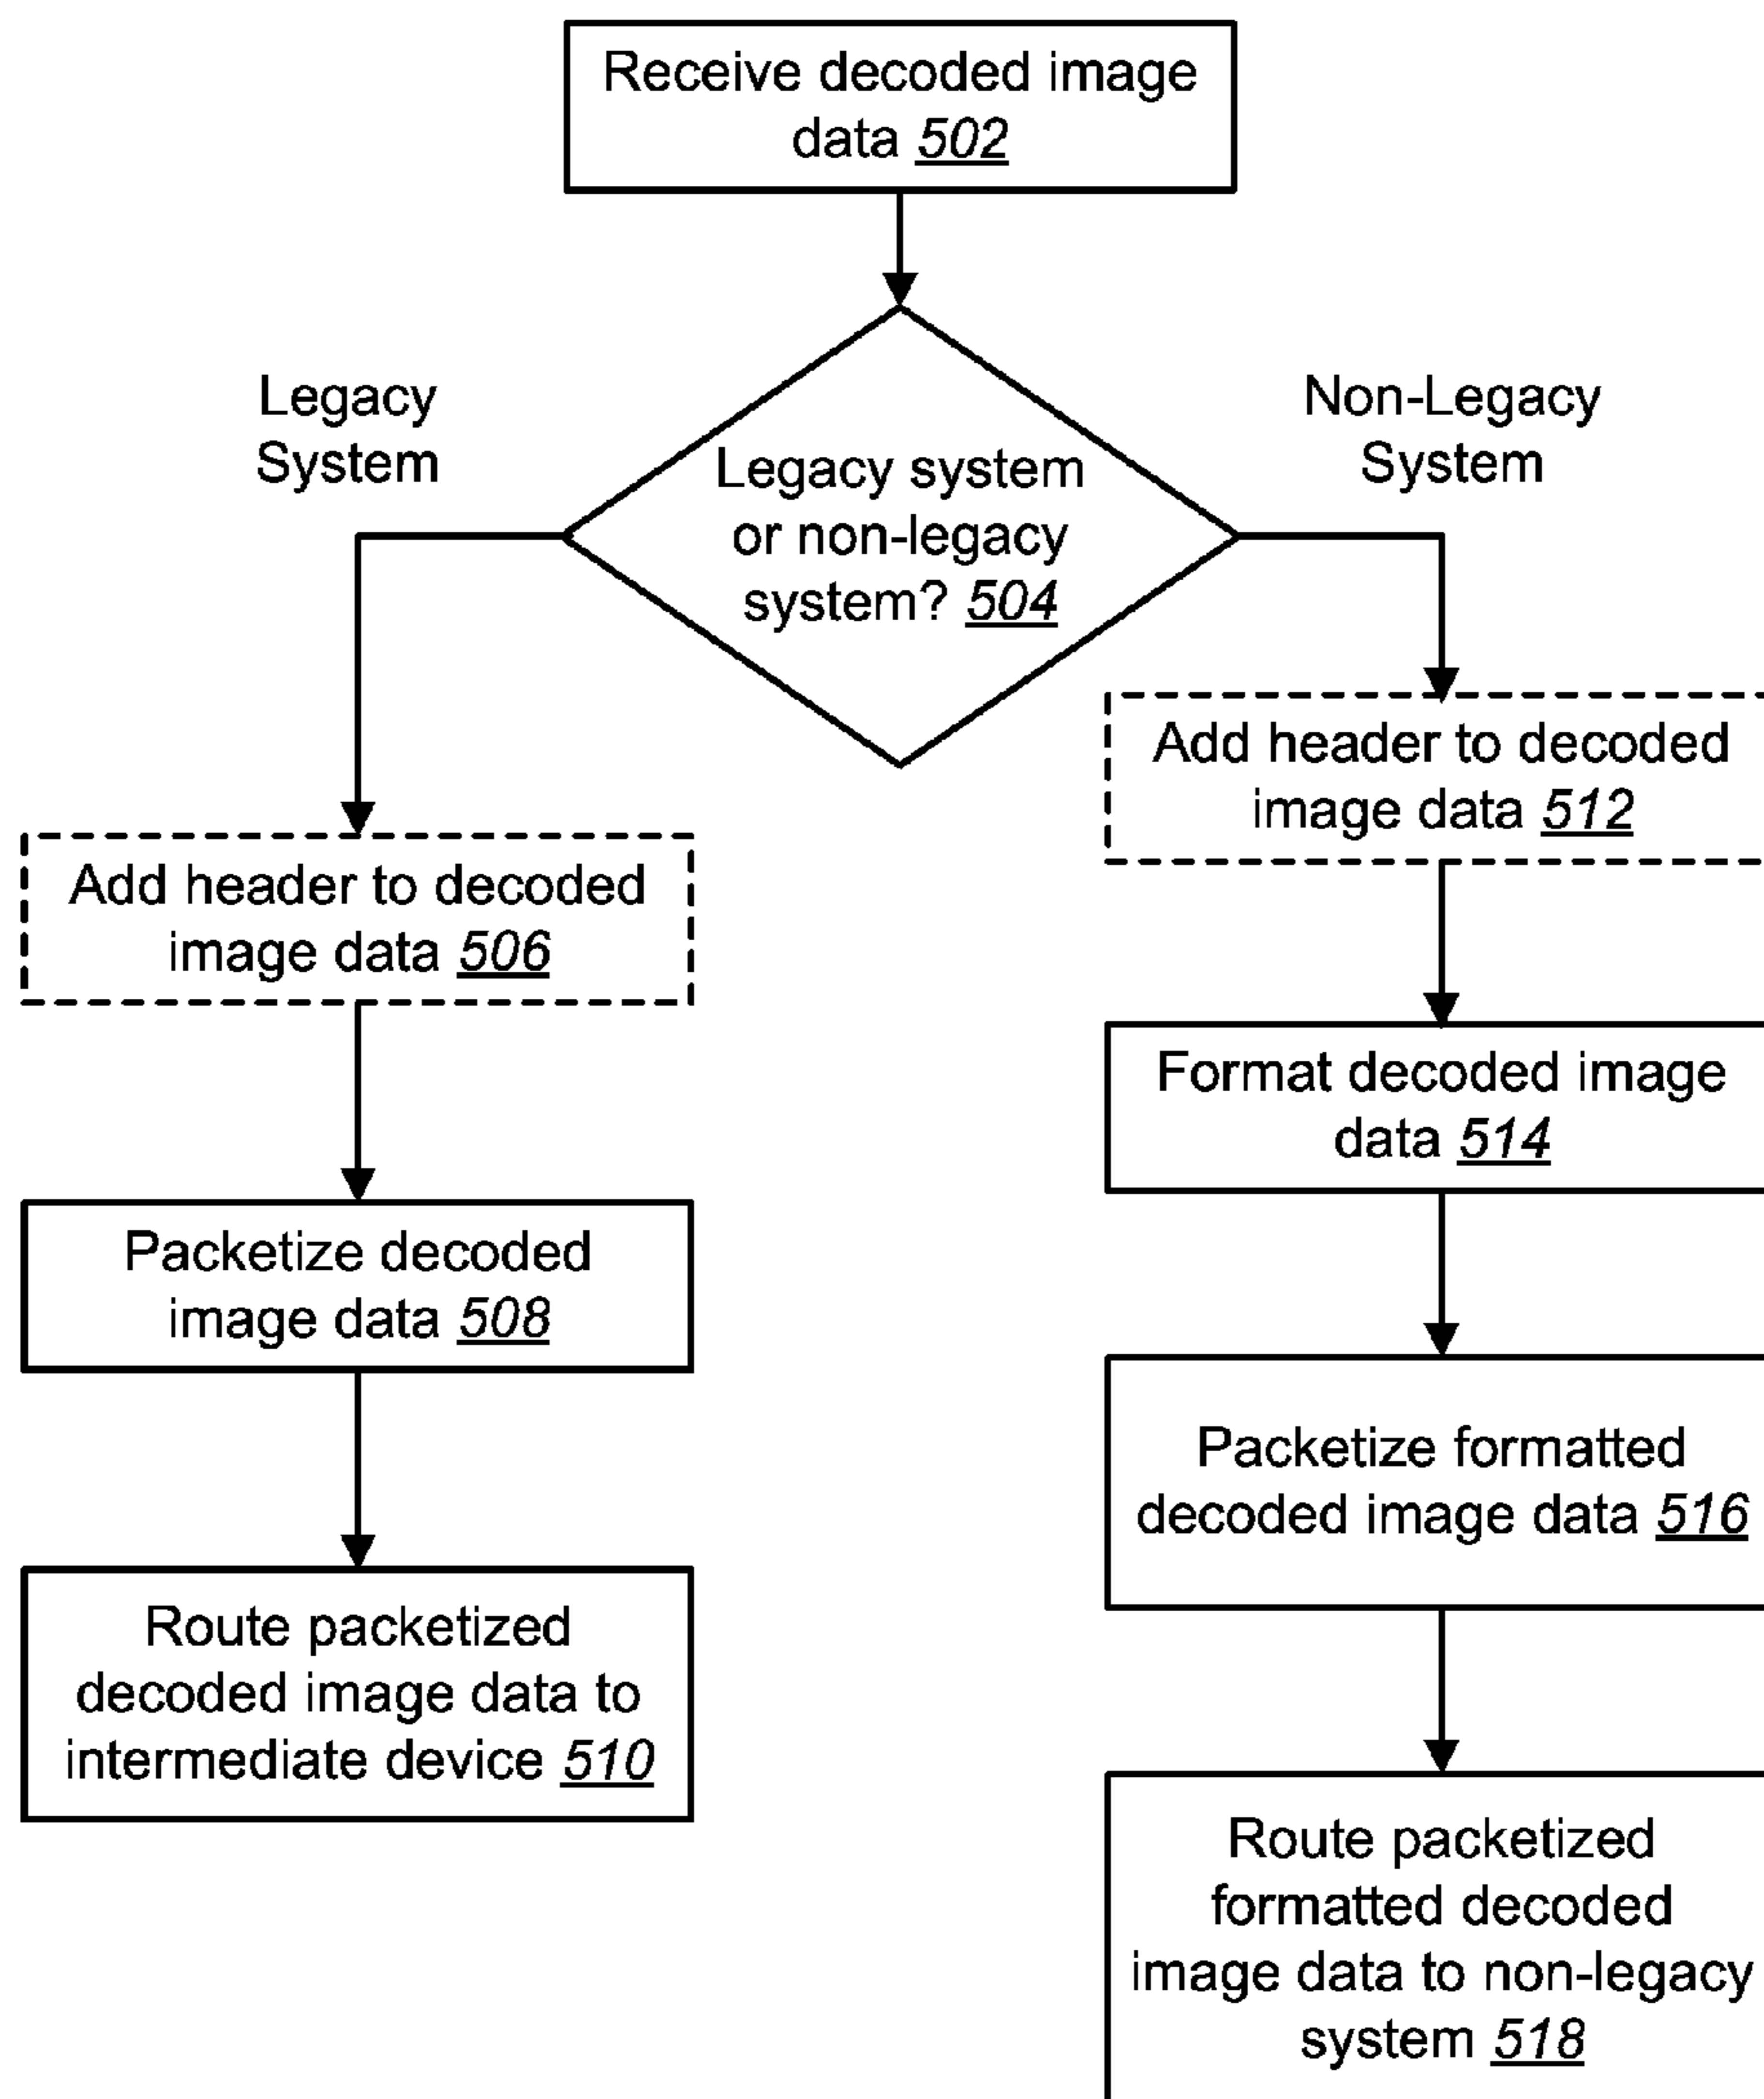 Receive decoded image
data 502
Legacy
System
Non-Legacy
System
Legacy system
or non-legacy
system? 504
Add header to decoded
image data 506
Packetize decoded
image data 508
Route packetized
decoded image data to
intermediate device 510
Add header to decoded
image data 512
Format decoded image
data 514
Packetize formatted
decoded image data 516
Route packetized
formatted decoded
image data to non-legacy
system 518